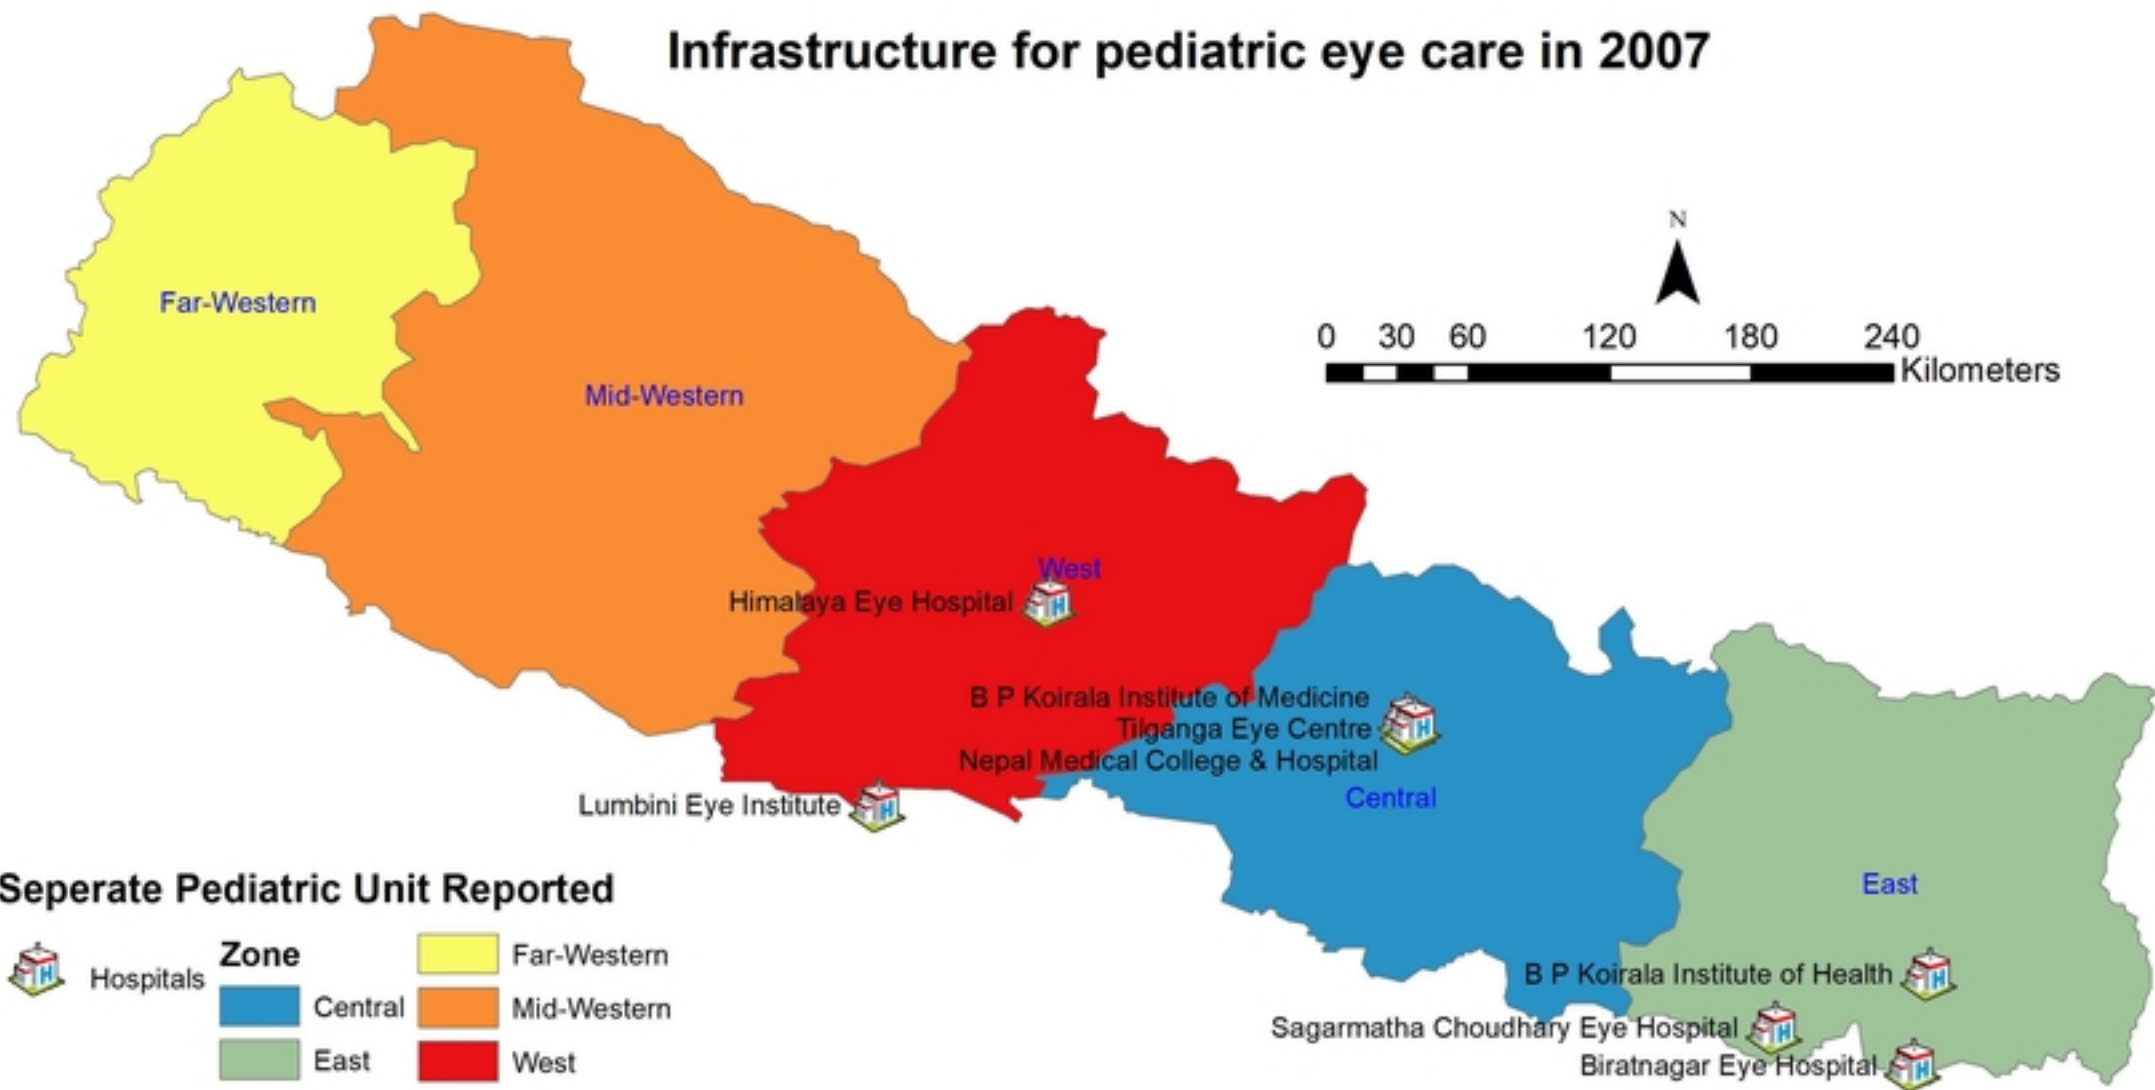 Infrastructure for pediatric eye care in 2007
N
0 30 60 120 180 240
Kilometers
Far-Western
Mid-Western
West
Himalaya Eye Hospital
B P Koirala Institute of Medicine
Tilganga Eye Centre
Nepal Medical College & Hospital
Central
Lumbini Eye Institute
East
B P Koirala Institute of Health
Sagarmatha Choudhary Eye Hospital
Biratnagar Eye Hospital
Seperate Pediatric Unit Reported
Hospitals
Zone
Central
East
Far-Western
Mid-Western
West